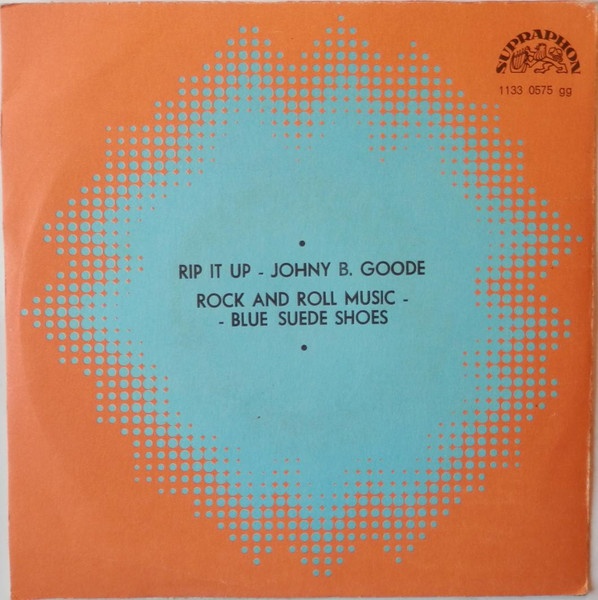 SUPRAPHON
1133 0575 gg
RIP IT UP - JOHNY B. GOODE
ROCK AND ROLL MUSIC -
- BLUE SUEDE SHOES